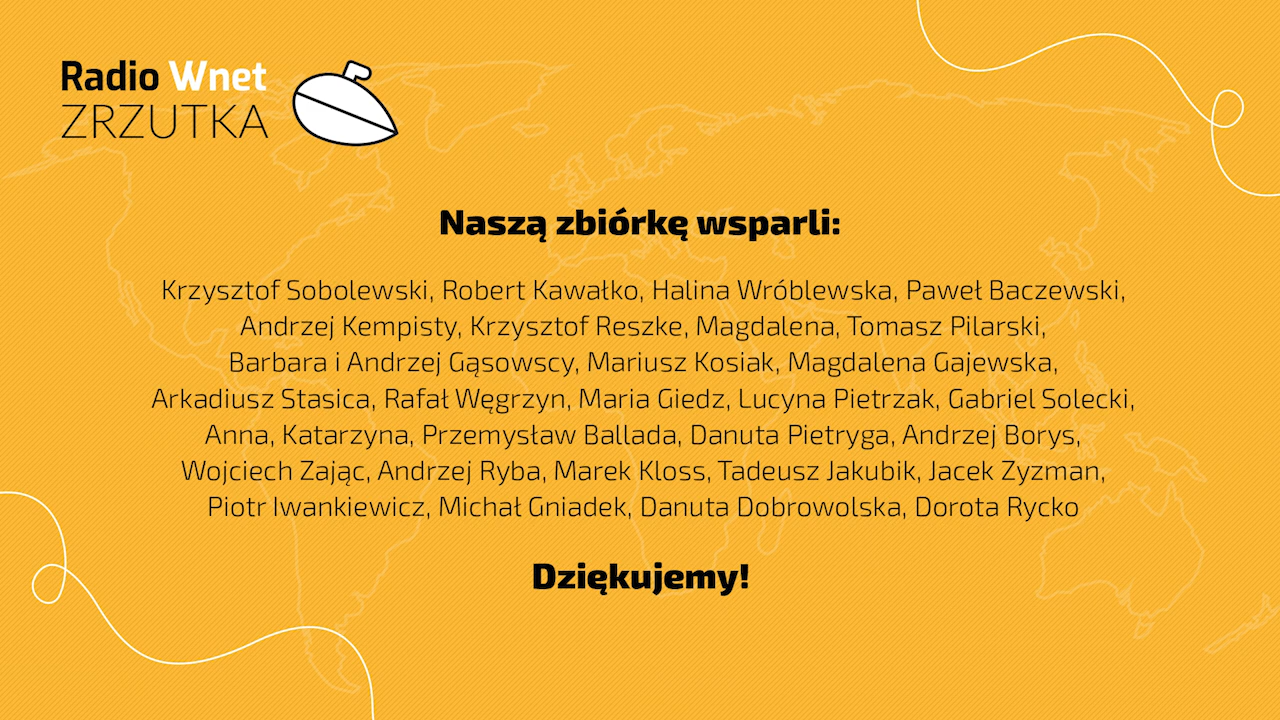 Radio Wnet
ZRZUTKA
Naszą zbiórkę wsparli:
Krzysztof Sobolewski, Robert Kawałko, Halina Wróblewska, Paweł Baczewski,
Andrzej Kempisty, Krzysztof Reszke, Magdalena, Tomasz Pilarski,
Barbara i Andrzej Gąsowscy, Mariusz Kosiak, Magdalena Gajewska,
Arkadiusz Stasica, Rafał Węgrzyn, Maria Giedz, Lucyna Pietrzak, Gabriel Solecki,
Anna, Katarzyna, Przemysław Ballada, Danuta Pietryga, Andrzej Borys,
Wojciech Zając, Andrzej Ryba, Marek Kloss, Tadeusz Jakubik, Jacek Zyzman,
Piotr Iwankiewicz, Michał Gniadek, Danuta Dobrowolska, Dorota Rycko
Dziękujemy!